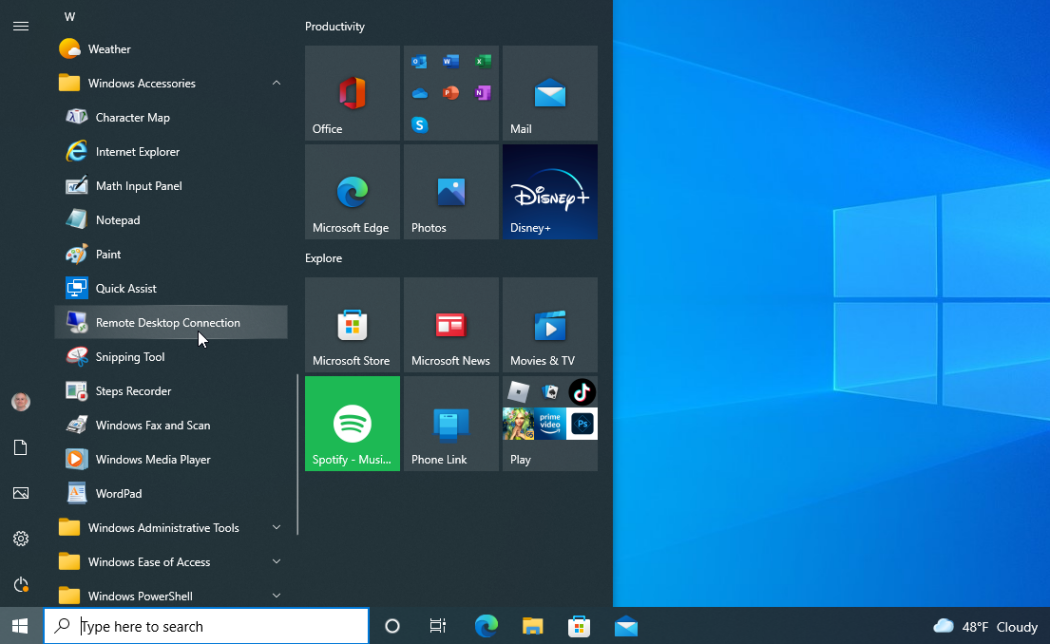 W
Weather
Windows Accessories
Character Map
Internet Explorer
Math Input Panel
Notepad
Paint
Quick Assist
Remote Desktop Connection
Snipping Tool
Steps Recorder
Windows Fax and Scan
Windows Media Player
WordPad
Windows Administrative Tools
Windows Ease of Access
Windows PowerShell
Productivity
Office
Mail
Microsoft Edge
Photos
Disney+
Disney+
Explore
Microsoft Store
Microsoft News
Movies & TV
Spotify - Musi...
Phone Link
prime
video
Ps
Play
Type here to search
48°F Cloudy